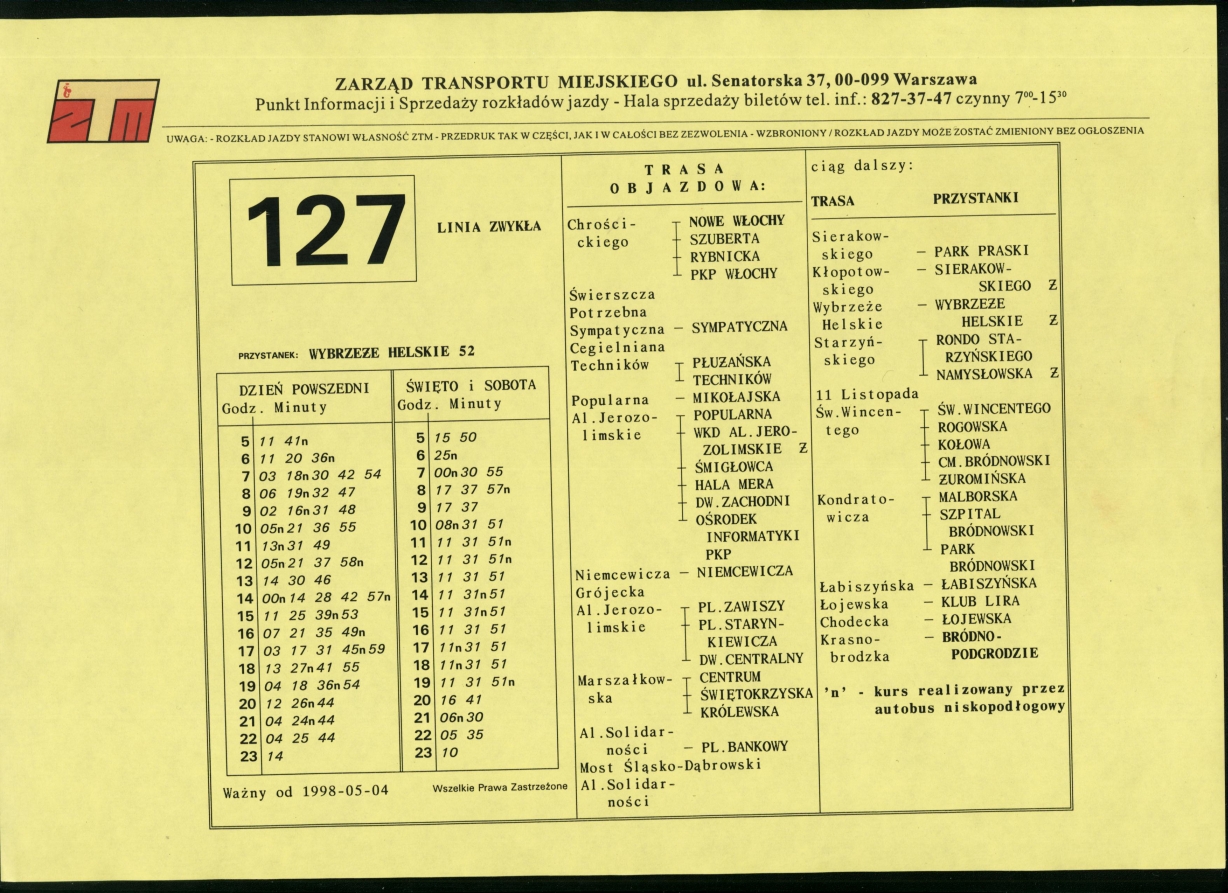 ZTM
ZARZĄD TRANSPORTU MIEJSKIEGO ul. Senatorska 37, 00-099 Warszawa
Punkt Informacji i Sprzedaży rozkładów jazdy - Hala sprzedaży biletów tel. inf.: 827-37-47 czynny 7⁰⁰-15³⁰
UWAGA: - ROZKŁAD JAZDY STANOWI WŁASNOŚĆ ZTM - PRZEDRUK TAK W CZĘŚCI, JAK I W CAŁOŚCI BEZ ZEZWOLENIA - WZBRONIONY / ROZKŁAD JAZDY MOŻE ZOSTAĆ ZMIENIONY BEZ OGŁOSZENIA
127
LINIA ZWYKŁA
PRZYSTANEK: WYBRZEŻE HELSKIE 52
DZIEŃ POWSZEDNI
Godz. Minuty
5 11 41n
6 11 20 36n
7 03 18n30 42 54
8 06 19n32 47
9 02 16n31 48
10 05n21 36 55
11 13n31 49
12 05n21 37 58n
13 14 30 46
14 00n14 28 42 57n
15 11 25 39n53
16 07 21 35 49n
17 03 17 31 45n59
18 13 27n41 55
19 04 18 36n54
20 12 26n44
21 04 24n44
22 04 25 44
23 14
ŚWIĘTO i SOBOTA
Godz. Minuty
5 15 50
6 25n
7 00n30 55
8 17 37 57n
9 17 37
10 08n31 51
11 11 31 51n
12 11 31 51n
13 11 31 51
14 11 31n51
15 11 31n51
16 11 31 51
17 11n31 51
18 11n31 51
19 11 31 51n
20 16 41
21 06n30
22 05 35
23 10
Ważny od 1998-05-04
Wszelkie Prawa Zastrzeżone
TRASA
OBJAZDOWA:
Chrości- NOWE WŁOCHY
ckiego SZUBERTA
RYBNICKA
PKP WŁOCHY
Świerszcza
Potrzebna
Sympatyczna - SYMPATYCZNA
Cegielniana
Techników PŁUŻAŃSKA
TECHNIKÓW
Popularna - MIKOŁAJSKA
Al.Jerozo- POPULARNA
limskie WKD AL.JERO-
ZOLIMSKIE Ƶ
ŚMIGŁOWCA
HALA MERA
DW.ZACHODNI
OŚRODEK
INFORMATYKI
PKP
Niemcewicza - NIEMCEWICZA
Grójecka
Al.Jerozo- PL.ZAWISZY
limskie PL.STARYN-
KIEWICZA
DW.CENTRALNY
Marszałkow- CENTRUM
ska ŚWIĘTOKRZYSKA
KRÓLEWSKA
Al.Solidar-
ności - PL.BANKOWY
Most Śląsko-Dąbrowski
Al.Solidar-
ności
ciąg dalszy:
TRASA PRZYSTANKI
Sierakow-
skiego - PARK PRASKI
Kłopotow- - SIERAKOW-
skiego SKIEGO Ƶ
Wybrzeże - WYBRZEŻE
Helskie HELSKIE Ƶ
Starzyń- RONDO STA-
skiego RZYŃSKIEGO
NAMYSŁOWSKA Ƶ
11 Listopada
Św.Wincen- ŚW.WINCENTEGO
tego ROGOWSKA
KOŁOWA
CM.BRÓDNOWSKI
ŻUROMIŃSKA
Kondrato- MALBORSKA
wicza SZPITAL
BRÓDNOWSKI
PARK
BRÓDNOWSKI
Łabiszyńska - ŁABISZYŃSKA
Łojewska - KLUB LIRA
Chodecka - ŁOJEWSKA
Krasno- - BRÓDNO-
brodzka PODGRODZIE
'n' - kurs realizowany przez
autobus niskopodłogowy